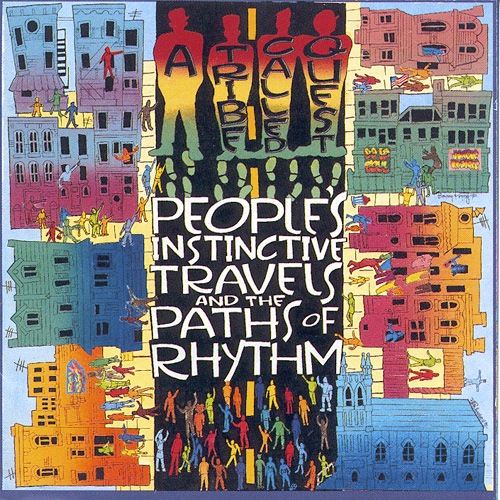 A
TRIBE
CALLED
QUEST
PEOPLE'S
INSTINCTIVE
TRAVELS
AND THE
PATHS OF
RHYTHM